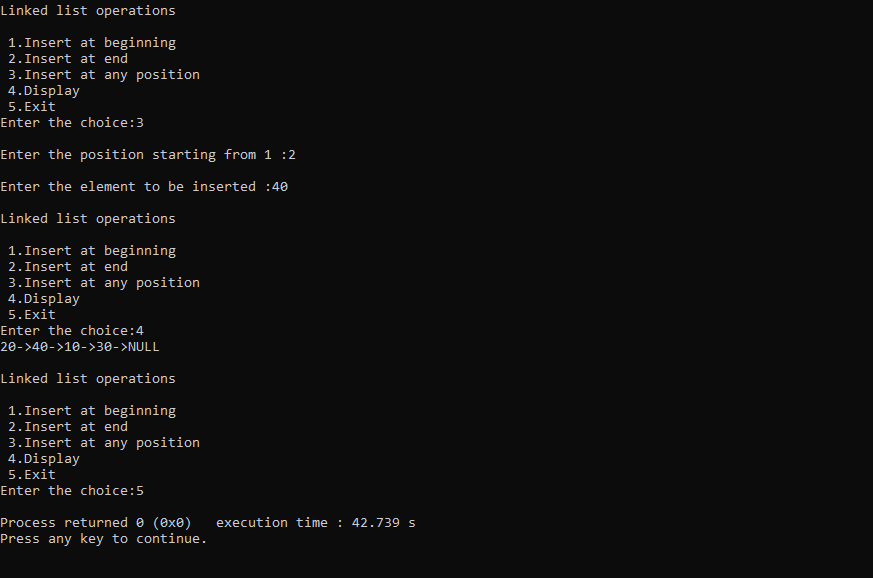 Linked list operations
1.Insert at beginning
2.Insert at end
3.Insert at any position
4.Display
5.Exit
Enter the choice:3
Enter the position starting from 1 :2
Enter the element to be inserted :40
Linked list operations
1.Insert at beginning
2.Insert at end
3.Insert at any position
4.Display
5.Exit
Enter the choice:4
20->40->10->30->NULL
Linked list operations
1.Insert at beginning
2.Insert at end
3.Insert at any position
4.Display
5.Exit
Enter the choice:5
Process returned 0 (0x0)   execution time : 42.739 s
Press any key to continue.